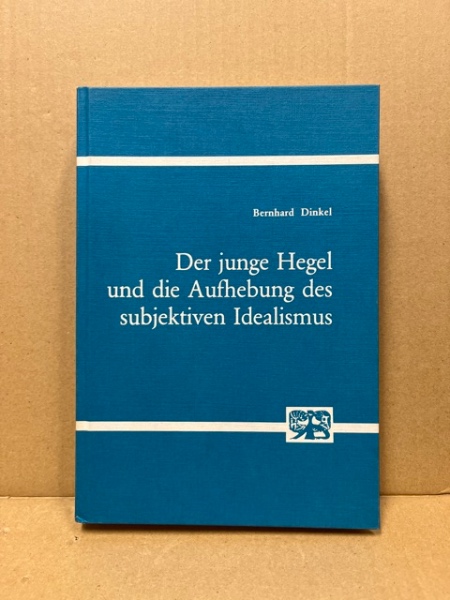 Bernhard Dinkel
Der junge Hegel
und die Aufhebung des
subjektiven Idealismus